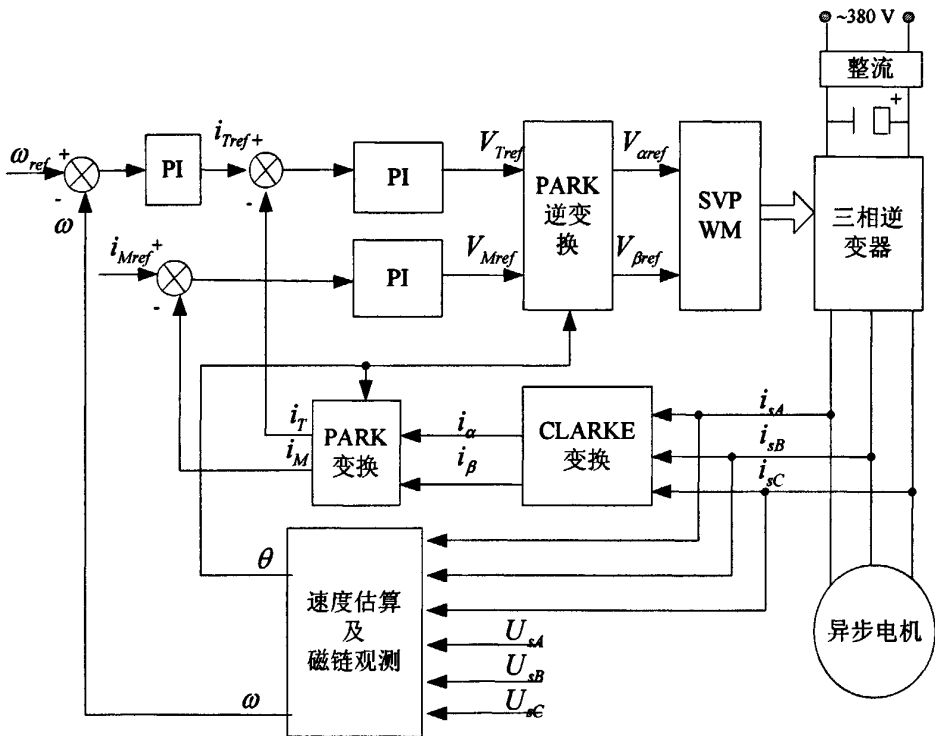 ~380 V
整流
+
i_Tref +
ω_ref +
PI
-
ω
-
PI
V_Tref
PARK
逆变
换
V_αref
SVP
WM
三相逆
变器
i_Mref +
-
PI
V_Mref
V_βref
i_T
i_M
PARK
变换
i_α
i_β
CLARKE
变换
i_sA
i_sB
i_sC
θ
ω
速度估算
及
磁链观测
U_sA
U_sB
U_sC
异步电机